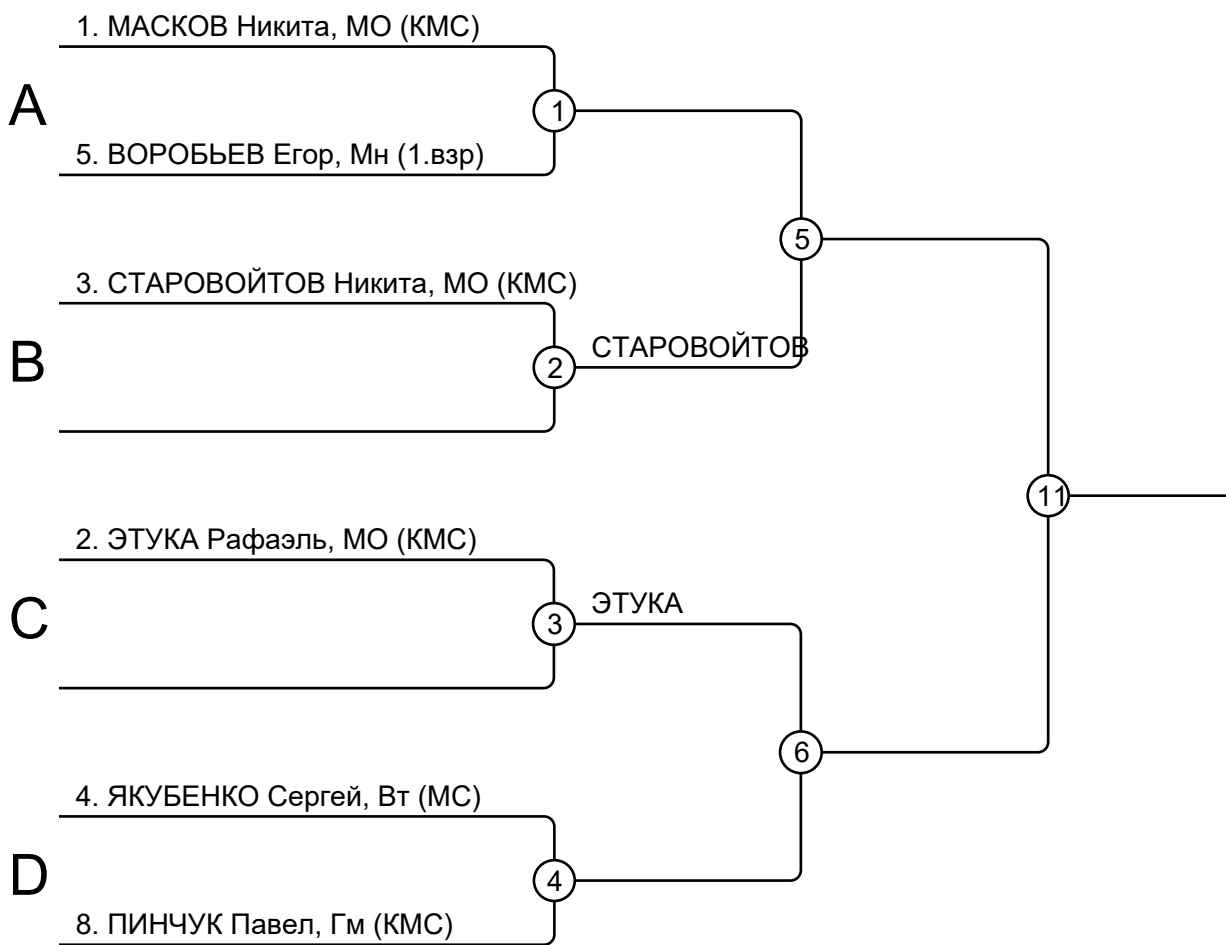 1. МАСКОВ Никита, МО (КМС)
A
1
5. ВОРОБЬЕВ Егор, Мн (1.взр)
5
3. СТАРОВОЙТОВ Никита, МО (КМС)
B
2
СТАРОВОЙТОВ
11
2. ЭТУКА Рафаэль, МО (КМС)
C
3
ЭТУКА
6
4. ЯКУБЕНКО Сергей, Вт (МС)
D
4
8. ПИНЧУК Павел, Гм (КМС)